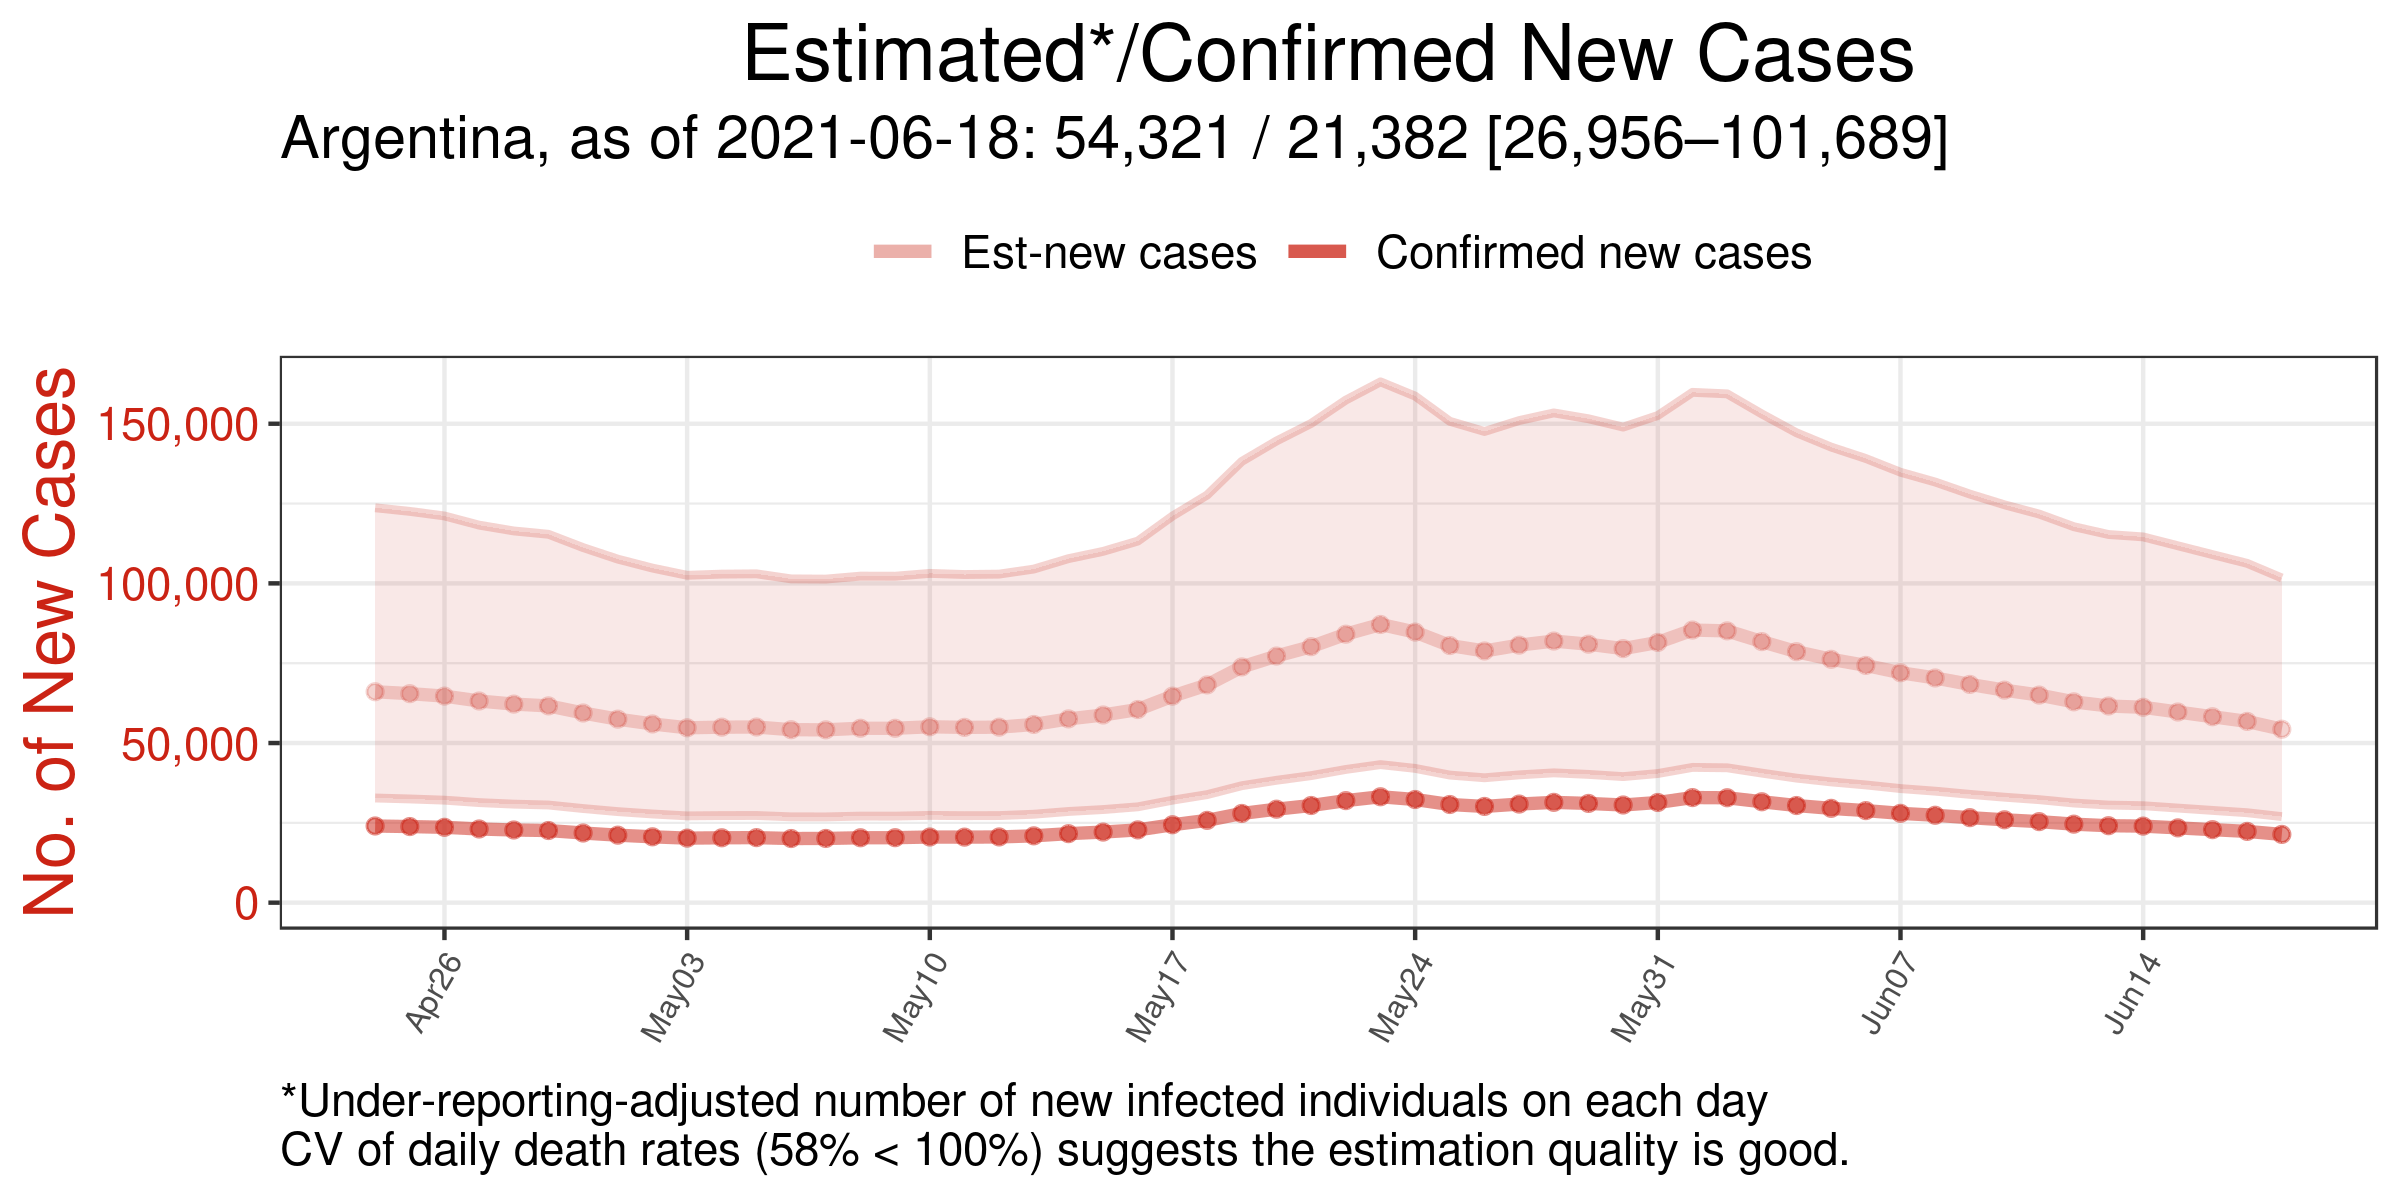 Estimated*/Confirmed New Cases
Argentina, as of 2021-06-18: 54,321 / 21,382 [26,956–101,689]
Est-new cases
Confirmed new cases
No. of New Cases
150,000
100,000
50,000
0
Apr26
May03
May10
May17
May24
May31
Jun07
Jun14
*Under-reporting-adjusted number of new infected individuals on each day
CV of daily death rates (58% < 100%) suggests the estimation quality is good.